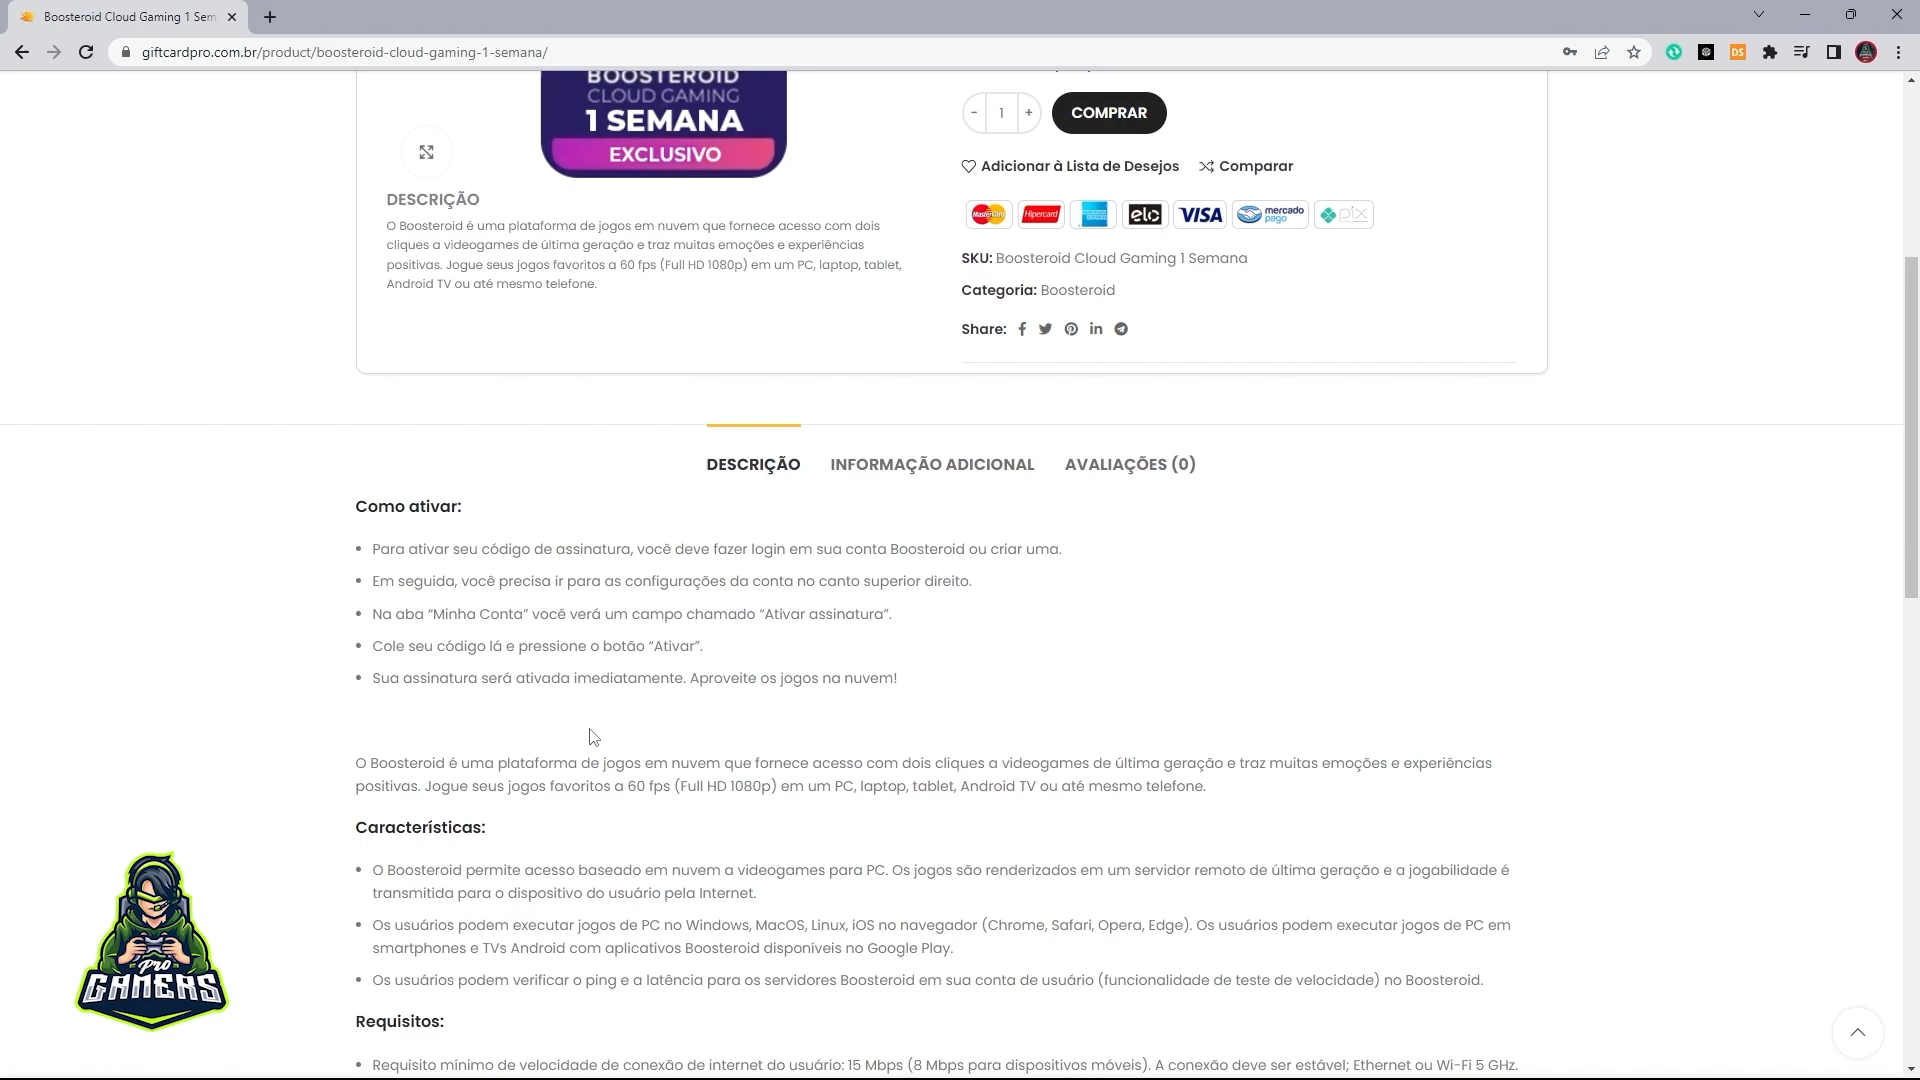 Boosteroid Cloud Gaming 1 Sem
giftcardpro.com.br/product/boosteroid-cloud-gaming-1-semana/
DS
BOOSTEROID
CLOUD GAMING
1 SEMANA
EXCLUSIVO
- 1 +
COMPRAR
Adicionar à Lista de Desejos
Comparar
DESCRIÇÃO
O Boosteroid é uma plataforma de jogos em nuvem que fornece acesso com dois
cliques a videogames de última geração e traz muitas emoções e experiências
positivas. Jogue seus jogos favoritos a 60 fps (Full HD 1080p) em um PC, laptop, tablet,
Android TV ou até mesmo telefone.
MasterCard Hipercard elo VISA mercado pago pix
SKU: Boosteroid Cloud Gaming 1 Semana
Categoria: Boosteroid
Share:
DESCRIÇÃO
INFORMAÇÃO ADICIONAL
AVALIAÇÕES (0)
Como ativar:
• Para ativar seu código de assinatura, você deve fazer login em sua conta Boosteroid ou criar uma.
• Em seguida, você precisa ir para as configurações da conta no canto superior direito.
• Na aba “Minha Conta” você verá um campo chamado “Ativar assinatura”.
• Cole seu código lá e pressione o botão “Ativar”.
• Sua assinatura será ativada imediatamente. Aproveite os jogos na nuvem!
O Boosteroid é uma plataforma de jogos em nuvem que fornece acesso com dois cliques a videogames de última geração e traz muitas emoções e experiências
positivas. Jogue seus jogos favoritos a 60 fps (Full HD 1080p) em um PC, laptop, tablet, Android TV ou até mesmo telefone.
Características:
• O Boosteroid permite acesso baseado em nuvem a videogames para PC. Os jogos são renderizados em um servidor remoto de última geração e a jogabilidade é
transmitida para o dispositivo do usuário pela Internet.
• Os usuários podem executar jogos de PC no Windows, MacOS, Linux, iOS no navegador (Chrome, Safari, Opera, Edge). Os usuários podem executar jogos de PC em
smartphones e TVs Android com aplicativos Boosteroid disponíveis no Google Play.
• Os usuários podem verificar o ping e a latência para os servidores Boosteroid em sua conta de usuário (funcionalidade de teste de velocidade) no Boosteroid.
PRO
GAMERS
Requisitos:
• Requisito mínimo de velocidade de conexão de internet do usuário: 15 Mbps (8 Mbps para dispositivos móveis). A conexão deve ser estável; Ethernet ou Wi-Fi 5 GHz.